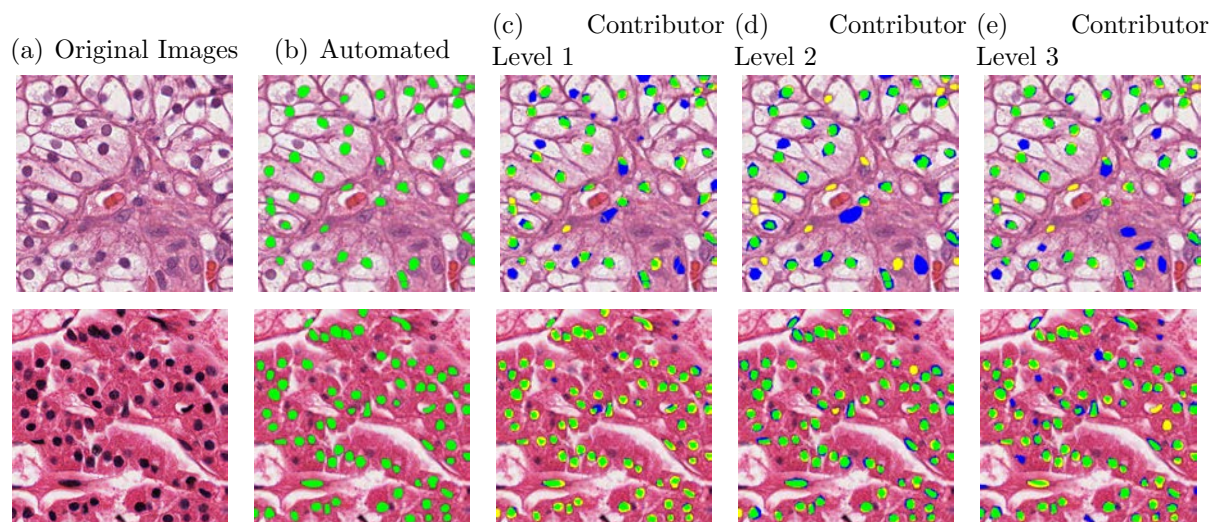 (a) Original Images
(b) Automated
(c) Contributor
Level 1
(d) Contributor
Level 2
(e) Contributor
Level 3